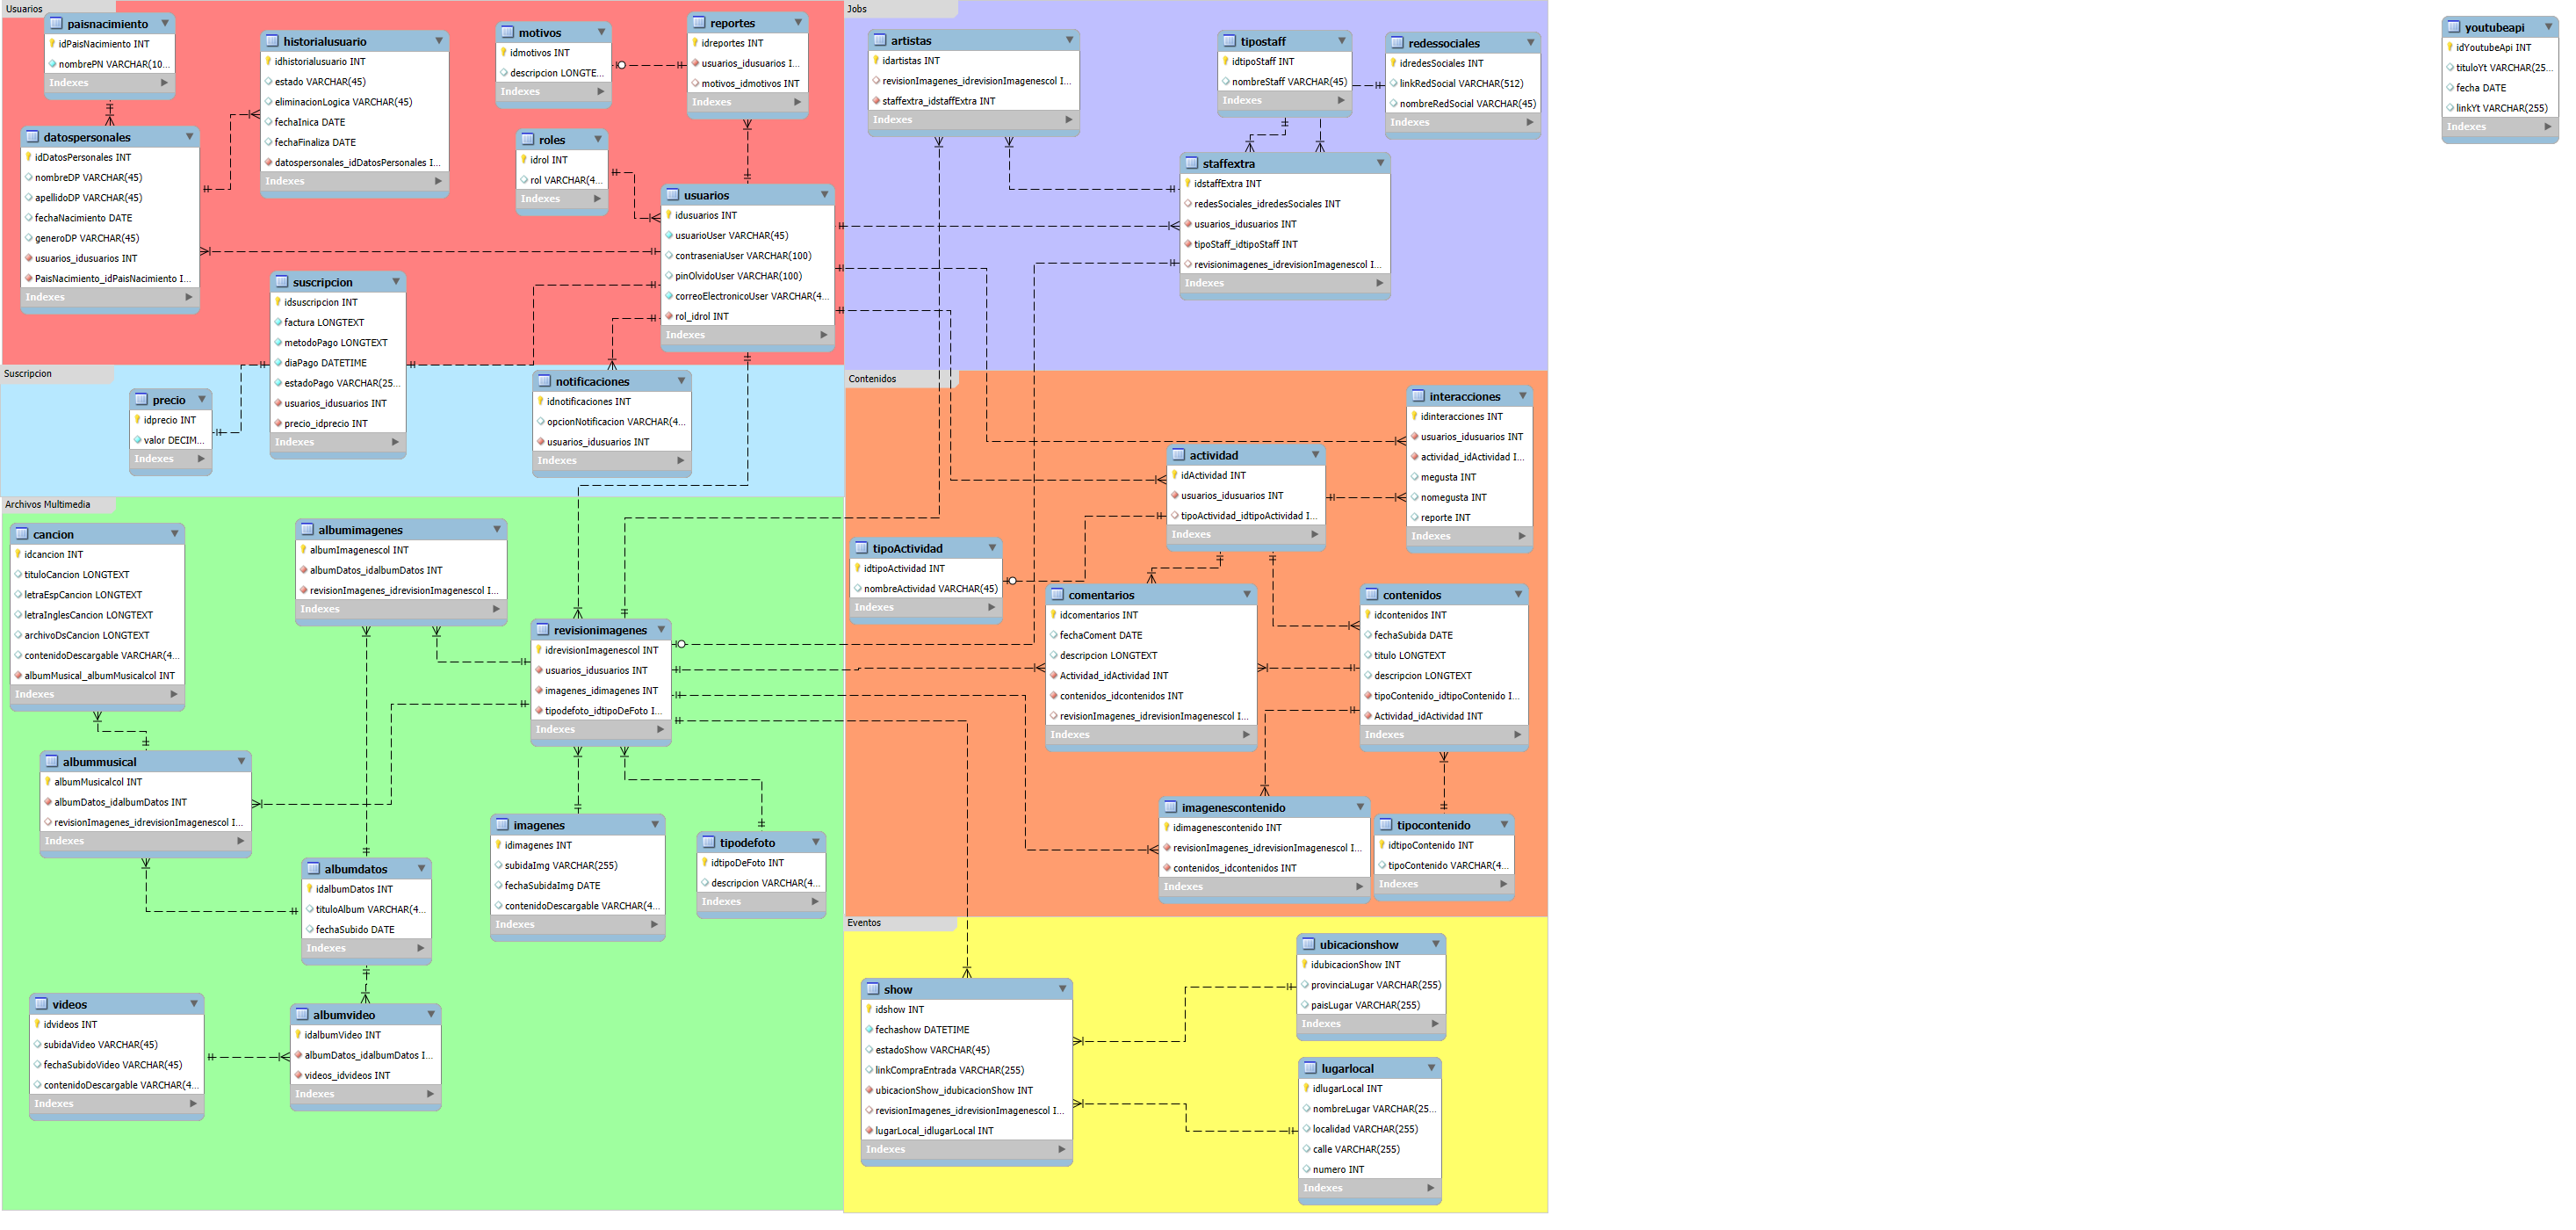 Usuarios
paisnacimiento
idPaisNacimiento INT
nombrePN VARCHAR(10...
Indexes
historialusuario
idhistorialusuario INT
estado VARCHAR(45)
eliminacionLogica VARCHAR(45)
fechaInica DATE
fechaFinaliza DATE
datospersonales_idDatosPersonales I...
Indexes
motivos
idmotivos INT
descripcion LONGTE...
Indexes
reportes
idreportes INT
usuarios_idusuarios I...
motivos_idmotivos INT
Indexes
datospersonales
idDatosPersonales INT
nombreDP VARCHAR(45)
apellidoDP VARCHAR(45)
fechaNacimiento DATE
generoDP VARCHAR(45)
usuarios_idusuarios INT
PaisNacimiento_idPaisNacimiento I...
Indexes
roles
idrol INT
rol VARCHAR(4...
Indexes
usuarios
idusuarios INT
usuarioUser VARCHAR(45)
contraseniaUser VARCHAR(100)
pinOlvidoUser VARCHAR(100)
correoElectronicoUser VARCHAR(4...
rol_idrol INT
Indexes
suscripcion
idsuscripcion INT
factura LONGTEXT
metodoPago LONGTEXT
diaPago DATETIME
estadoPago VARCHAR(25...
usuarios_idusuarios INT
precio_idprecio INT
Indexes
Suscripcion
precio
idprecio INT
valor DECIM...
Indexes
notificaciones
idnotificaciones INT
opcionNotificacion VARCHAR(4...
usuarios_idusuarios INT
Indexes
Jobs
artistas
idartistas INT
revisionImagenes_idrevisionImagenescol I...
staffextra_idstaffExtra INT
Indexes
tipostaff
idtipoStaff INT
nombreStaff VARCHAR(45)
Indexes
redessociales
idredesSociales INT
linkRedSocial VARCHAR(512)
nombreRedSocial VARCHAR(45)
Indexes
staffextra
idstaffExtra INT
redesSociales_idredesSociales INT
usuarios_idusuarios INT
tipoStaff_idtipoStaff INT
revisionimagenes_idrevisionImagenescol I...
Indexes
youtubeapi
idYoutubeApi INT
tituloYt VARCHAR(25...
fecha DATE
linkYt VARCHAR(255)
Indexes
Contenidos
interacciones
idinteracciones INT
usuarios_idusuarios INT
actividad_idActividad I...
megusta INT
nomegusta INT
reporte INT
Indexes
actividad
idActividad INT
usuarios_idusuarios INT
tipoActividad_idtipoActividad I...
Indexes
tipoActividad
idtipoActividad INT
nombreActividad VARCHAR(45)
Indexes
comentarios
idcomentarios INT
fechaComent DATE
descripcion LONGTEXT
Actividad_idActividad INT
contenidos_idcontenidos INT
revisionImagenes_idrevisionImagenescol I...
Indexes
contenidos
idcontenidos INT
fechaSubida DATE
titulo LONGTEXT
descripcion LONGTEXT
tipoContenido_idtipoContenido I...
Actividad_idActividad INT
Indexes
imagenescontenido
idimagenescontenido INT
revisionImagenes_idrevisionImagenescol I...
contenidos_idcontenidos INT
Indexes
tipocontenido
idtipoContenido INT
tipoContenido VARCHAR(4...
Indexes
Archivos Multimedia
cancion
idcancion INT
tituloCancion LONGTEXT
letraEspCancion LONGTEXT
letraInglesCancion LONGTEXT
archivoDsCancion LONGTEXT
contenidoDescargable VARCHAR(4...
albumMusical_albumMusicalcol INT
Indexes
albumimagenes
albumImagenescol INT
albumDatos_idalbumDatos INT
revisionImagenes_idrevisionImagenescol I...
Indexes
revisionimagenes
idrevisionImagenescol INT
usuarios_idusuarios INT
imagenes_idimagenes INT
tipodefoto_idtipoDeFoto I...
Indexes
albummusical
albumMusicalcol INT
albumDatos_idalbumDatos INT
revisionImagenes_idrevisionImagenescol I...
Indexes
imagenes
idimagenes INT
subidaImg VARCHAR(255)
fechaSubidaImg DATE
contenidoDescargable VARCHAR(4...
Indexes
tipodefoto
idtipoDeFoto INT
descripcion VARCHAR(4...
Indexes
albumdatos
idalbumDatos INT
tituloAlbum VARCHAR(4...
fechaSubido DATE
Indexes
videos
idvideos INT
subidaVideo VARCHAR(45)
fechaSubidoVideo VARCHAR(45)
contenidoDescargable VARCHAR(4...
Indexes
albumvideo
idalbumVideo INT
albumDatos_idalbumDatos I...
videos_idvideos INT
Indexes
Eventos
show
idshow INT
fechashow DATETIME
estadoShow VARCHAR(45)
linkCompraEntrada VARCHAR(255)
ubicacionShow_idubicacionShow INT
revisionImagenes_idrevisionImagenescol I...
lugarLocal_idlugarLocal INT
Indexes
ubicacionshow
idubicacionShow INT
provinciaLugar VARCHAR(255)
paisLugar VARCHAR(255)
Indexes
lugarlocal
idlugarLocal INT
nombreLugar VARCHAR(25...
localidad VARCHAR(255)
calle VARCHAR(255)
numero INT
Indexes